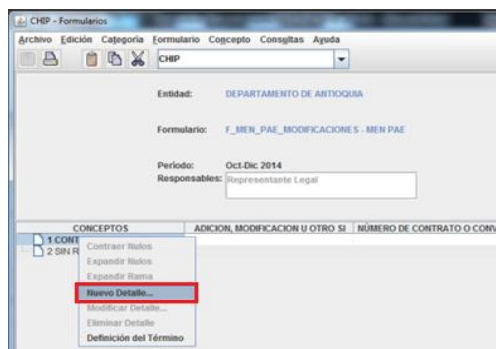 CHIP - Formularios
Archivo Edición Categoría Formulario Concepto Consultas Ayuda
CHIP
Entidad: DEPARTAMENTO DE ANTIOQUIA
Formulario: F_MEN_PAE_MODIFICACIONES - MEN PAE
Periodo: Oct-Dic 2014
Responsables: Representante Legal
CONCEPTOS ADICION, MODIFICACION U OTRO SI NÚMERO DE CONTRATO O CONV
1 CONT
2 SIN R
Contraer Nulos
Expandir Nulos
Expandir Rama
Nuevo Detalle...
Modificar Detalle...
Eliminar Detalle
Definición del Término